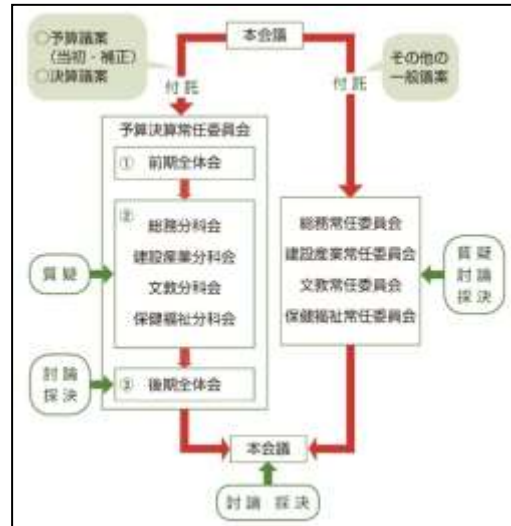 ○予算議案
（当初・補正）
○決算議案
本会議
その他の
一般議案
付託
付託
予算決算常任委員会
① 前期全体会
②
総務分科会
建設産業分科会
文教分科会
保健福祉分科会
質疑
③ 後期全体会
討論
採決
総務常任委員会
建設産業常任委員会
文教常任委員会
保健福祉常任委員会
質疑
討論
採決
本会議
討論 採決